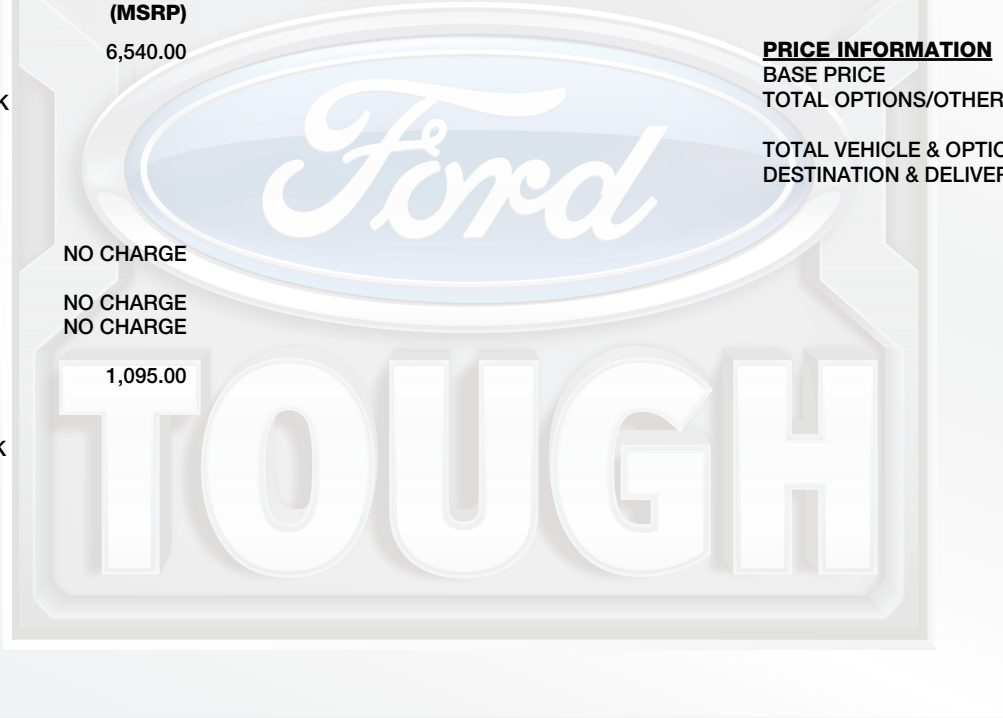 (MSRP)
6,540.00
K
NO CHARGE
NO CHARGE
NO CHARGE
1,095.00
K
PRICE INFORMATION
BASE PRICE
TOTAL OPTIONS/OTHER
TOTAL VEHICLE & OPTIO
DESTINATION & DELIVER
Ford
TOUGH